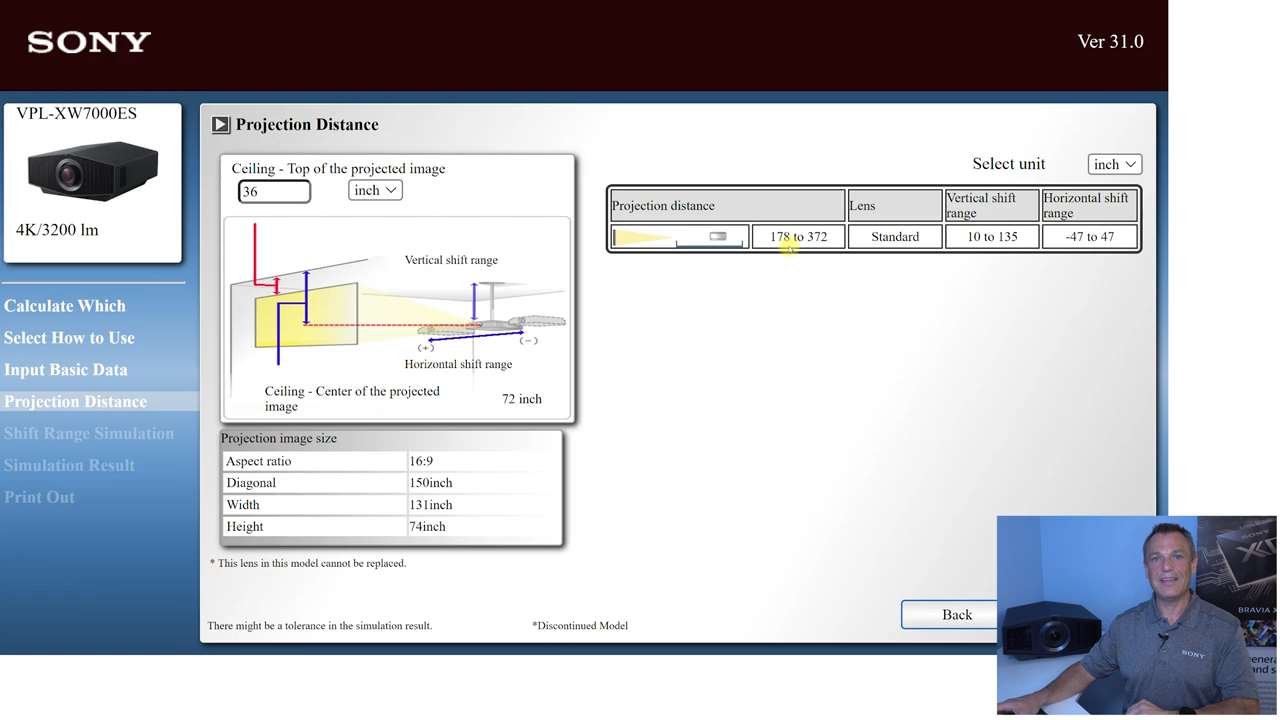 SONY
Ver 31.0
VPL-XW7000ES
4K/3200 lm
Calculate Which
Select How to Use
Input Basic Data
Projection Distance
Shift Range Simulation
Simulation Result
Print Out
Projection Distance
Ceiling - Top of the projected image
36
inch
Vertical shift range
(+)
(-)
Horizontal shift range
Ceiling - Center of the projected
image
72 inch
Projection image size
Aspect ratio 16:9
Diagonal 150inch
Width 131inch
Height 74inch
* This lens in this model cannot be replaced.
There might be a tolerance in the simulation result.
*Discontinued Model
Select unit
inch
Projection distance Lens Vertical shift range Horizontal shift range
178 to 372 Standard 10 to 135 -47 to 47
Back
SONY
BRAVIA X
SONY